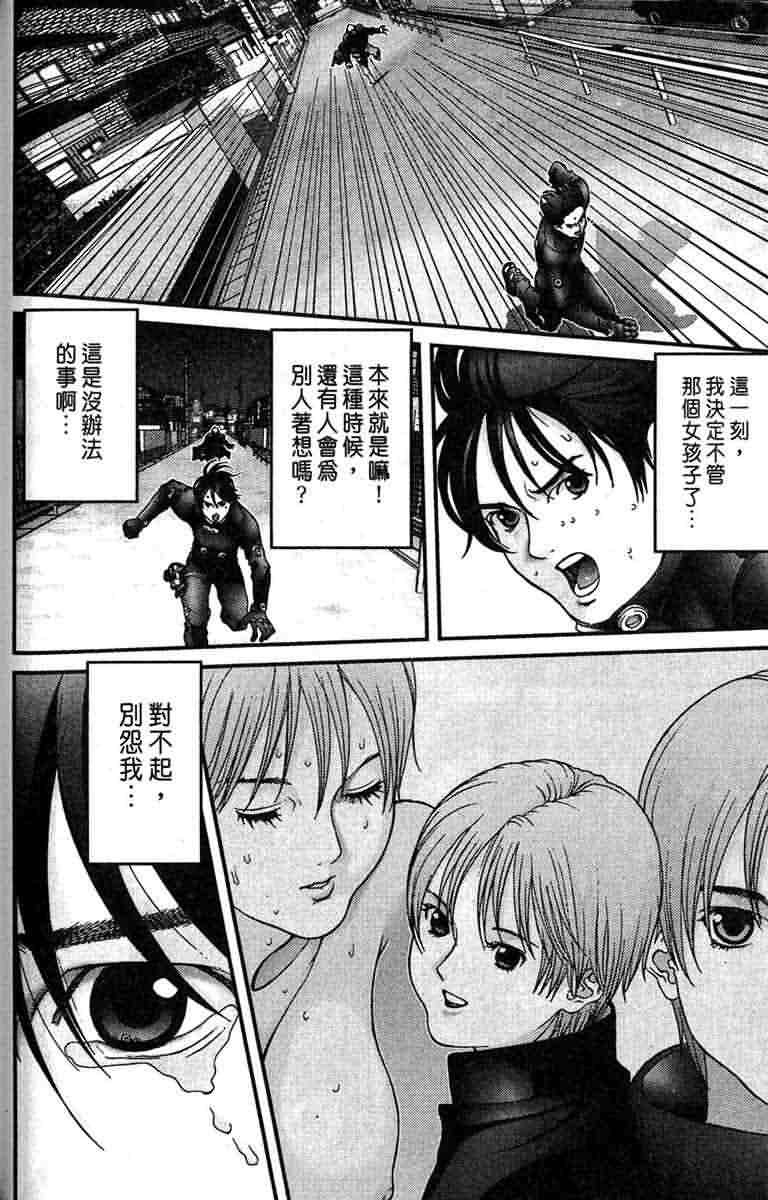 這一刻，
我決定不管
那個女孩子了…
本來就是嘛！
這種時候，
還有人會為
別人著想嗎？
這是沒辦法
的事啊…
對不起，
別怨我…